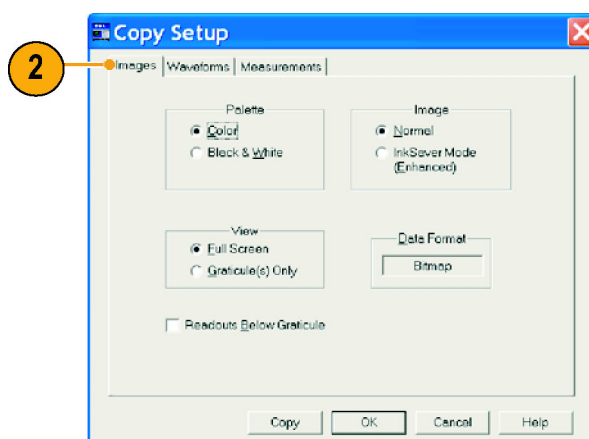 Copy Setup
2
Images Waveforms Measurements
Palette
Color
Black & White
Image
Normal
InkSaver Mode
(Enhanced)
View
Full Screen
Graticule(s) Only
Data Format
Bitmap
Readouts Below Graticule
Copy OK Cancel Help